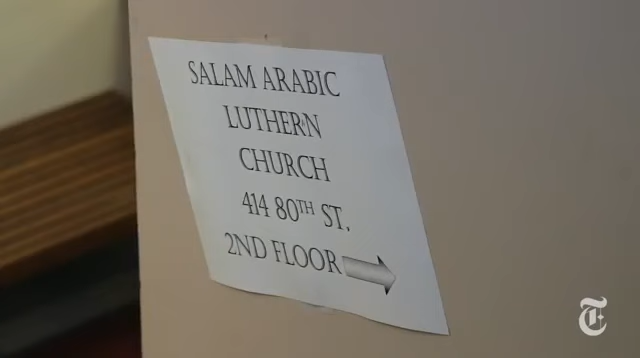 SALAM ARABIC
LUTHERN
CHURCH
414 80TH ST,
2ND FLOOR
T